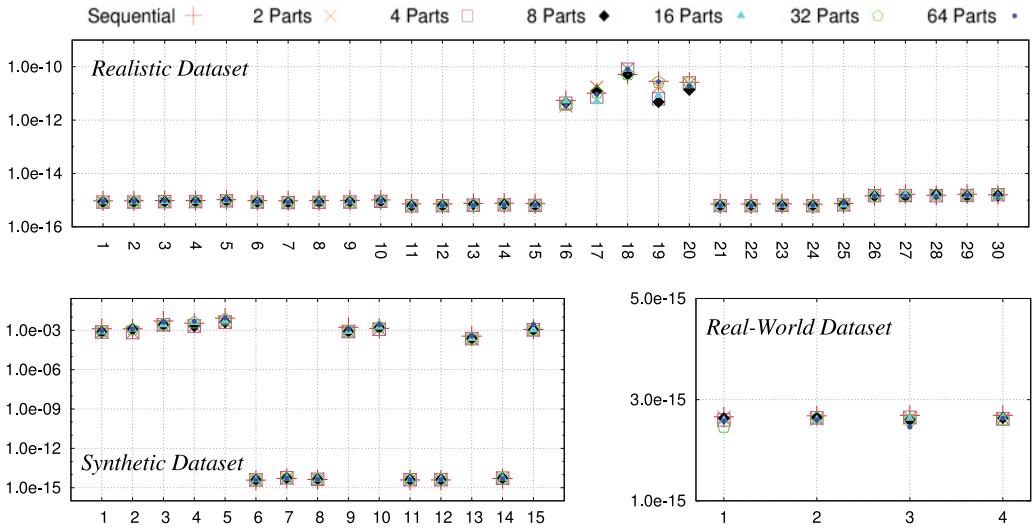 Sequential 2 Parts 4 Parts 8 Parts 16 Parts 32 Parts 64 Parts
Realistic Dataset
1.0e-10
1.0e-12
1.0e-14
1.0e-16
1 2 3 4 5 6 7 8 9 10 11 12 13 14 15 16 17 18 19 20 21 22 23 24 25 26 27 28 29 30
Synthetic Dataset
1.0e-03
1.0e-06
1.0e-09
1.0e-12
1.0e-15
1 2 3 4 5 6 7 8 9 10 11 12 13 14 15
Real-World Dataset
5.0e-15
3.0e-15
1.0e-15
1 2 3 4